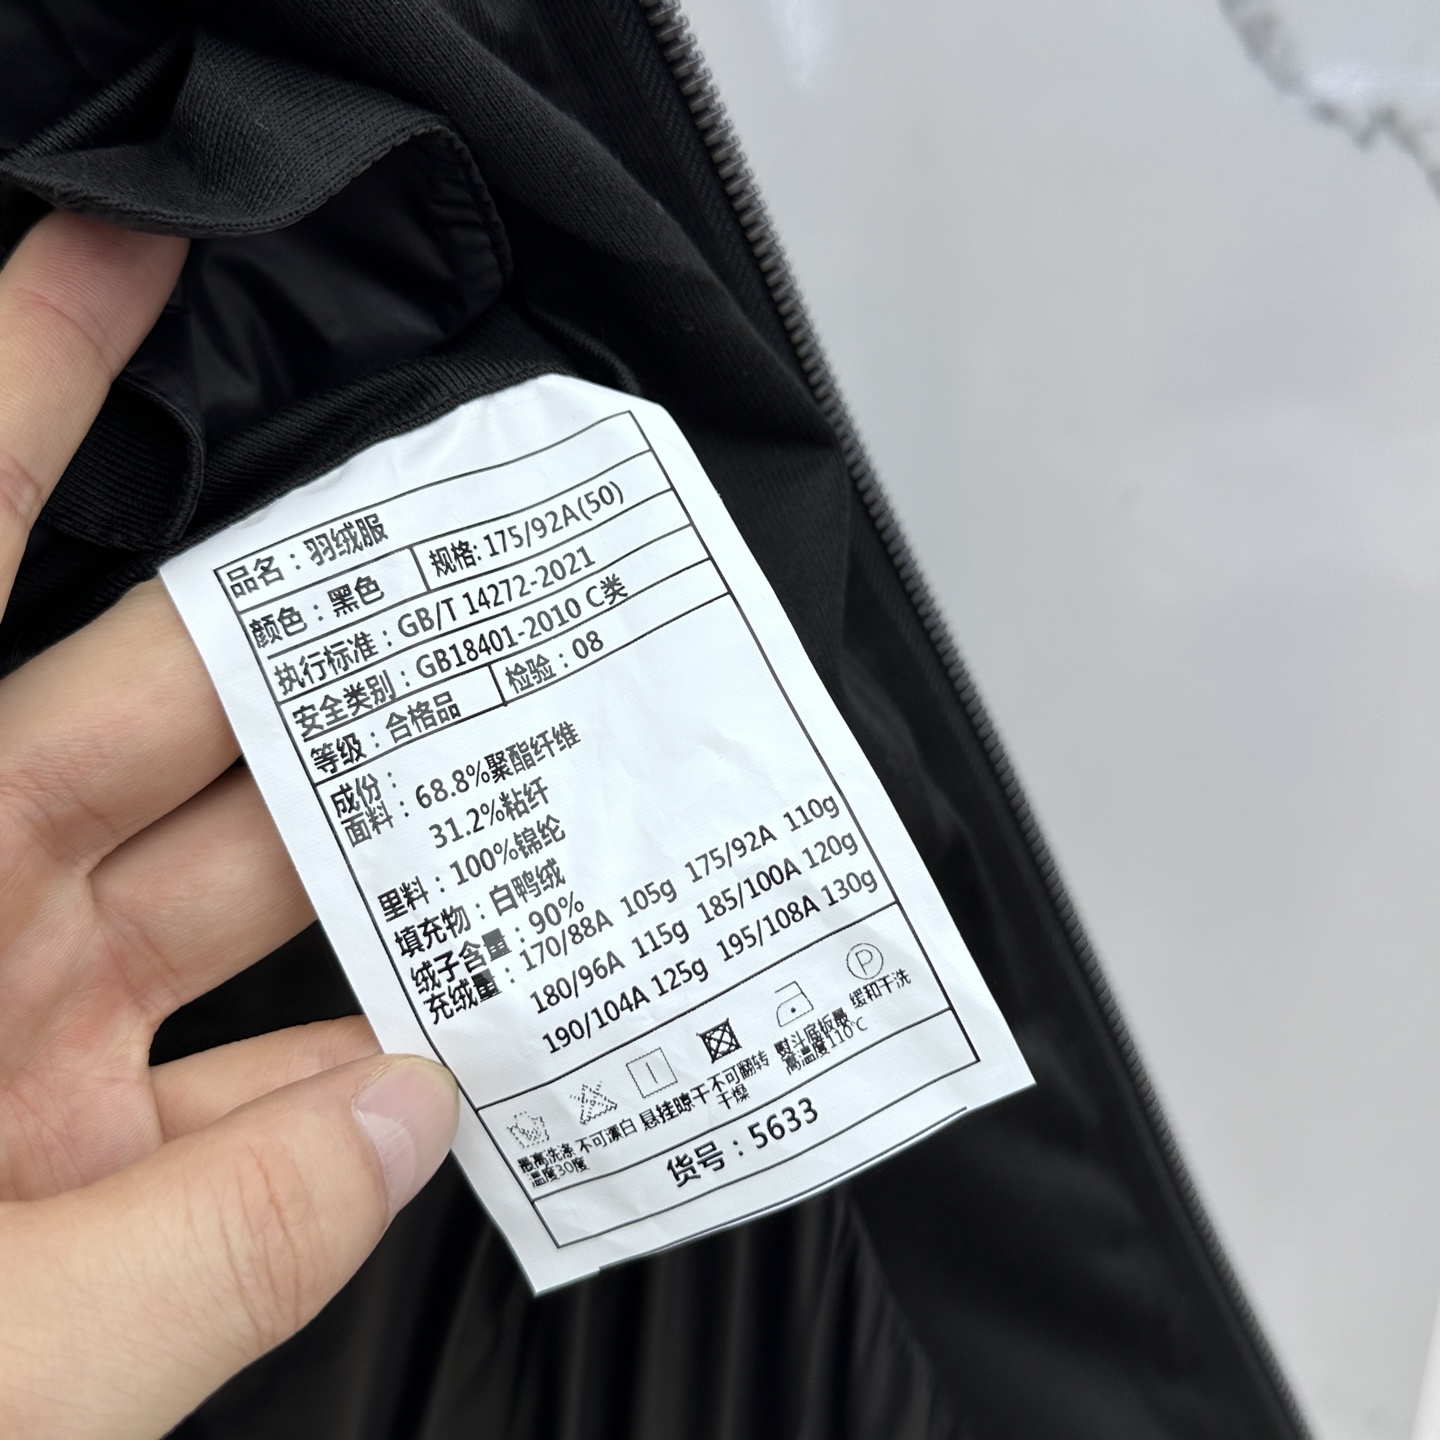 品名：羽绒服
颜色：黑色 规格: 175/92A(50)
执行标准：GB/T 14272-2021
安全类别：GB18401-2010 C类
等级：合格品 检验：08
成份：
面料：68.8%聚酯纤维
31.2%粘纤
里料：100%锦纶
填充物：白鸭绒
绒子含量：90%
充绒量：170/88A 105g 175/92A 110g
180/96A 115g 185/100A 120g
190/104A 125g 195/108A 130g
P
最高洗涤温度30度
不可漂白
悬挂晾干
不可翻转干燥
熨斗底板最高温度110℃
缓和干洗
货号：5633